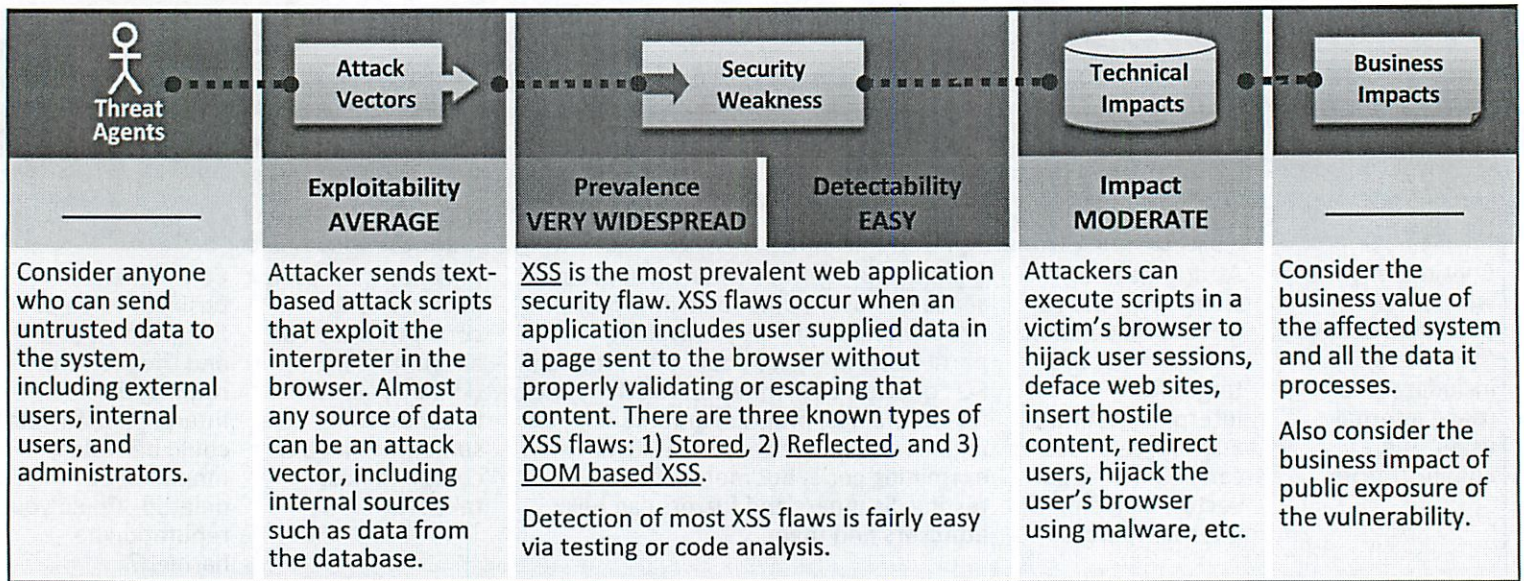 Threat
Agents
Attack
Vectors
Security
Weakness
Technical
Impacts
Business
Impacts
Exploitability
AVERAGE
Prevalence
VERY WIDESPREAD
Detectability
EASY
Impact
MODERATE
Consider anyone
who can send
untrusted data to
the system,
including external
users, internal
users, and
administrators.
Attacker sends text-
based attack scripts
that exploit the
interpreter in the
browser. Almost
any source of data
can be an attack
vector, including
internal sources
such as data from
the database.
XSS is the most prevalent web application
security flaw. XSS flaws occur when an
application includes user supplied data in
a page sent to the browser without
properly validating or escaping that
content. There are three known types of
XSS flaws: 1) Stored, 2) Reflected, and 3)
DOM based XSS.
Detection of most XSS flaws is fairly easy
via testing or code analysis.
Attackers can
execute scripts in a
victim's browser to
hijack user sessions,
deface web sites,
insert hostile
content, redirect
users, hijack the
user's browser
using malware, etc.
Consider the
business value of
the affected system
and all the data it
processes.
Also consider the
business impact of
public exposure of
the vulnerability.